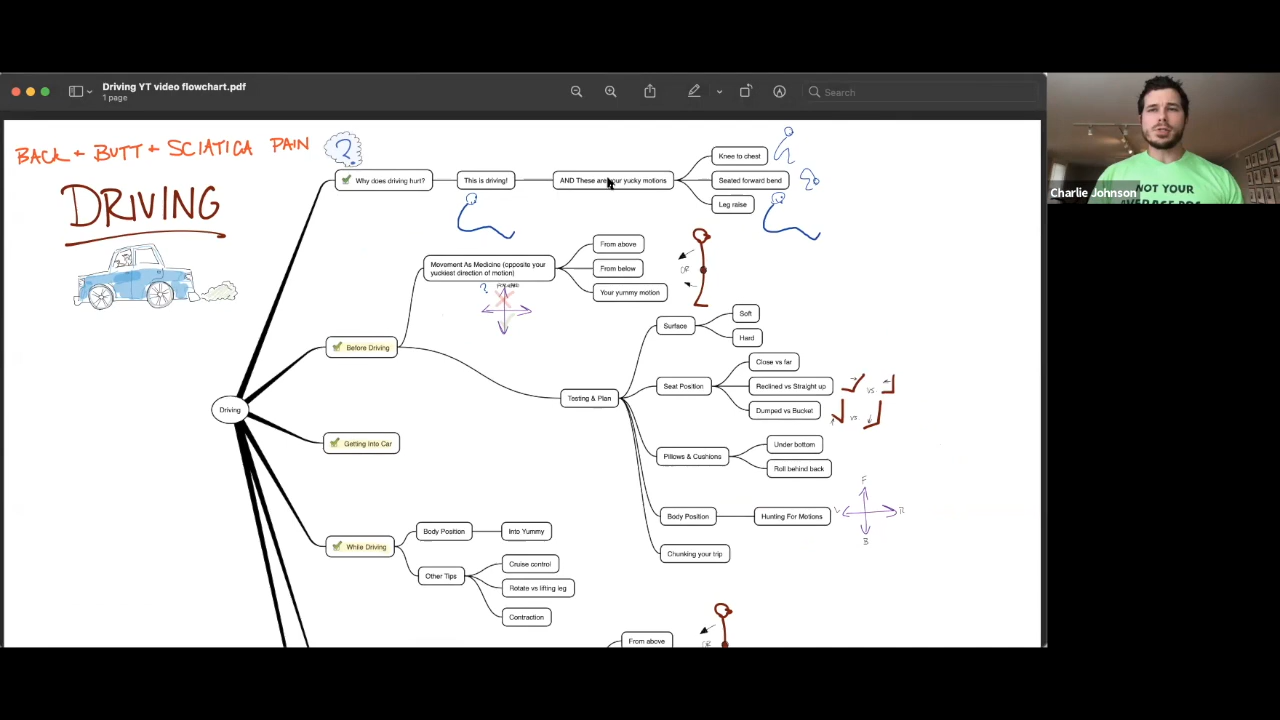 Driving YT video flowchart.pdf
1 page
Search
BACK + BUTT + SCIATICA PAIN
?
DRIVING
Why does driving hurt?
This is driving!
AND These are your yucky motions
Knee to chest
Seated forward bend
Leg raise
Charlie Johnson
NOT YOUR
Movement As Medicine (opposite your
yuckiest direction of motion)
From above
From below
Your yummy motion
OR
?
FORWARD
Before Driving
Testing & Plan
Surface
Soft
Hard
Seat Position
Close vs far
Reclined vs Straight up
Dumped vs Bucket
vs.
vs
Driving
Getting Into Car
Pillows & Cushions
Under bottom
Roll behind back
Body Position
Hunting For Motions
F
L
R
B
Chunking your trip
While Driving
Body Position
Into Yummy
Other Tips
Cruise control
Rotate vs lifting leg
Contraction
From above
OR